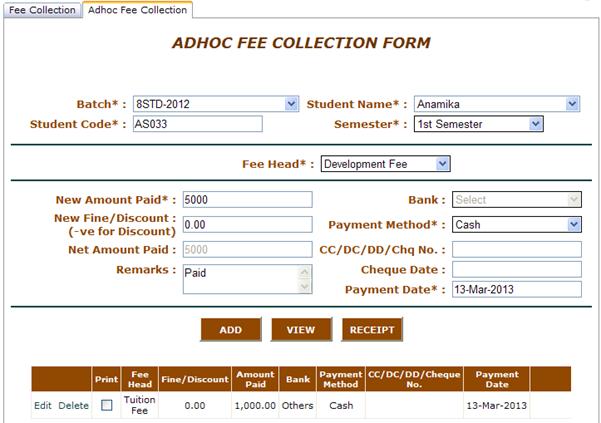 Fee Collection Adhoc Fee Collection
ADHOC FEE COLLECTION FORM
Batch* : 8STD-2012 Student Name* : Anamika
Student Code* : AS033 Semester* : 1st Semester
Fee Head* : Development Fee
New Amount Paid* : 5000 Bank : Select
New Fine/Discount : 0.00 Payment Method* : Cash
(-ve for Discount)
Net Amount Paid : 5000 CC/DC/DD/Chq No. :
Remarks : Paid Cheque Date :
Payment Date* : 13-Mar-2013
ADD VIEW RECEIPT
Print Fee Head Fine/Discount Amount Paid Bank Payment Method CC/DC/DD/Cheque No. Payment Date
Edit Delete Tuition Fee 0.00 1,000.00 Others Cash 13-Mar-2013